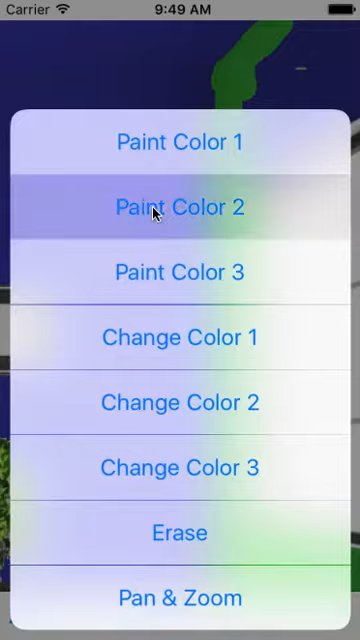 Carrier 9:49 AM
Paint Color 1
Paint Color 2
Paint Color 3
Change Color 1
Change Color 2
Change Color 3
Erase
Pan & Zoom